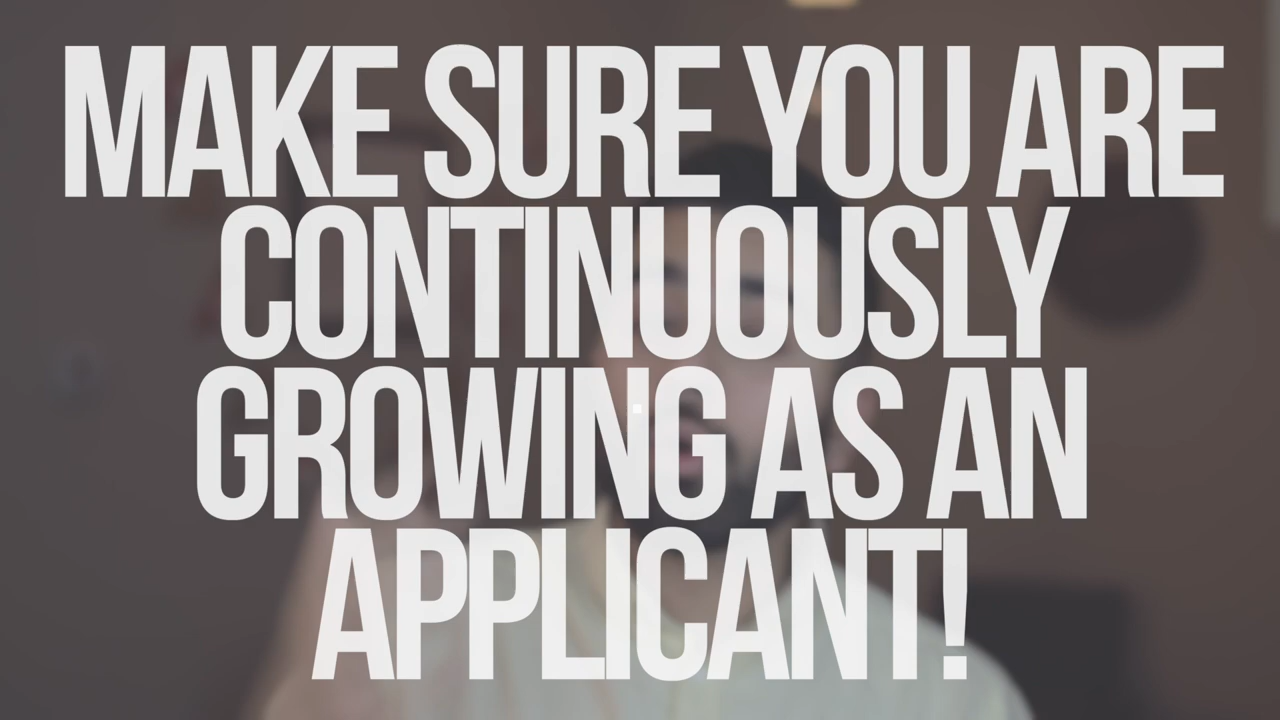 MAKE SURE YOU ARE
CONTINUOUSLY
GROWING AS AN
APPLICANT!